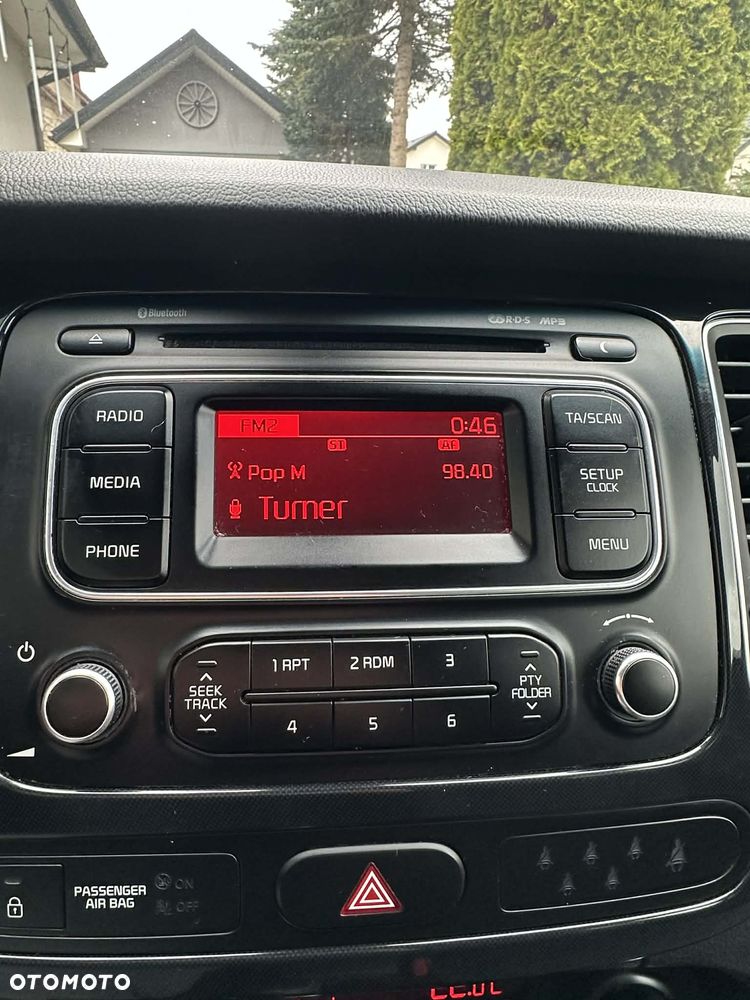 Bluetooth
R·D·S MP3
RADIO
MEDIA
PHONE
FM2 0:46
ST AF
Pop M 98.40
Turner
TA/SCAN
SETUP
CLOCK
MENU
SEEK
TRACK
1 RPT 2 RDM 3
4 5 6
PTY
FOLDER
PASSENGER
AIR BAG
ON
OFF
OTOMOTO